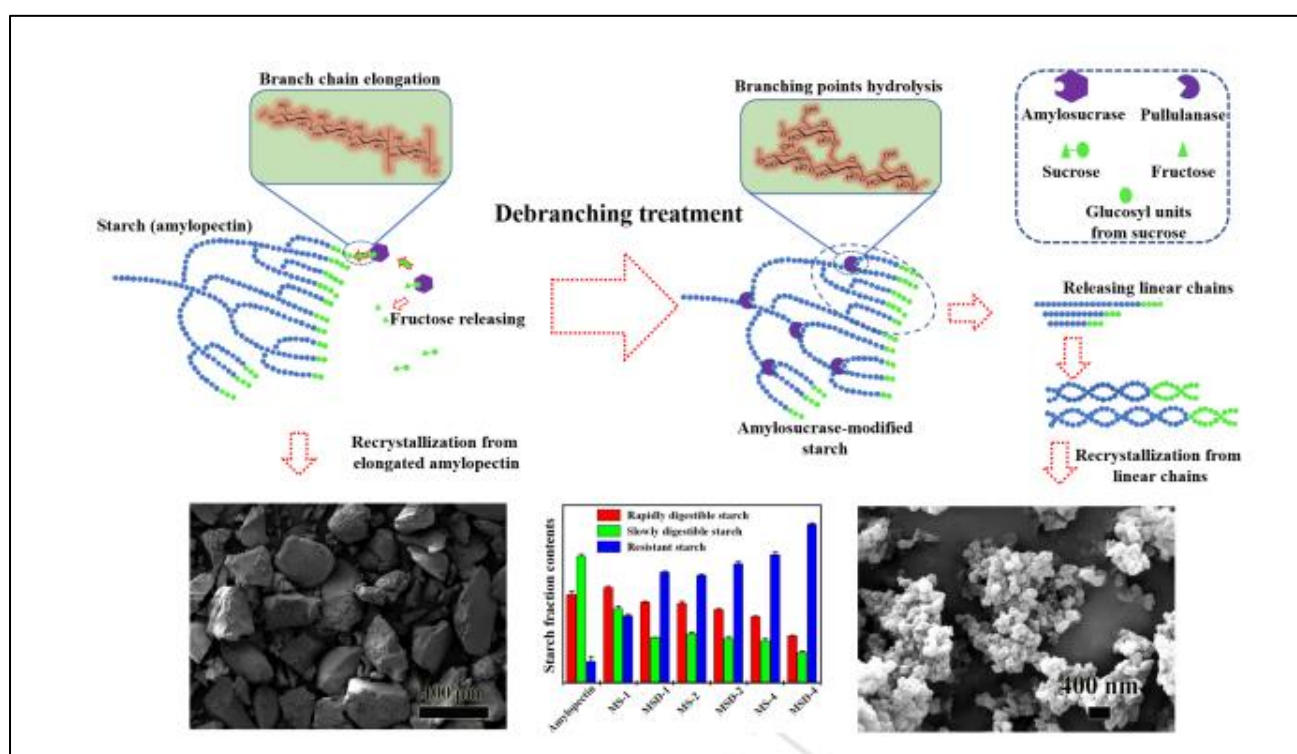 Branch chain elongation
Branching points hydrolysis
Amylosucrase
Pullulanase
Sucrose
Fructose
Glucosyl units
from sucrose
Debranching treatment
Starch (amylopectin)
Fructose releasing
Releasing linear chains
Amylosucrase-modified
starch
Recrystallization from
elongated amylopectin
Recrystallization from
linear chains
Rapidly digestible starch
Slowly digestible starch
Resistant starch
Starch fraction contents
Amylopectin
MS-1
MSD-1
MS-2
MSD-2
MS-4
MSD-4
400 μm
400 nm